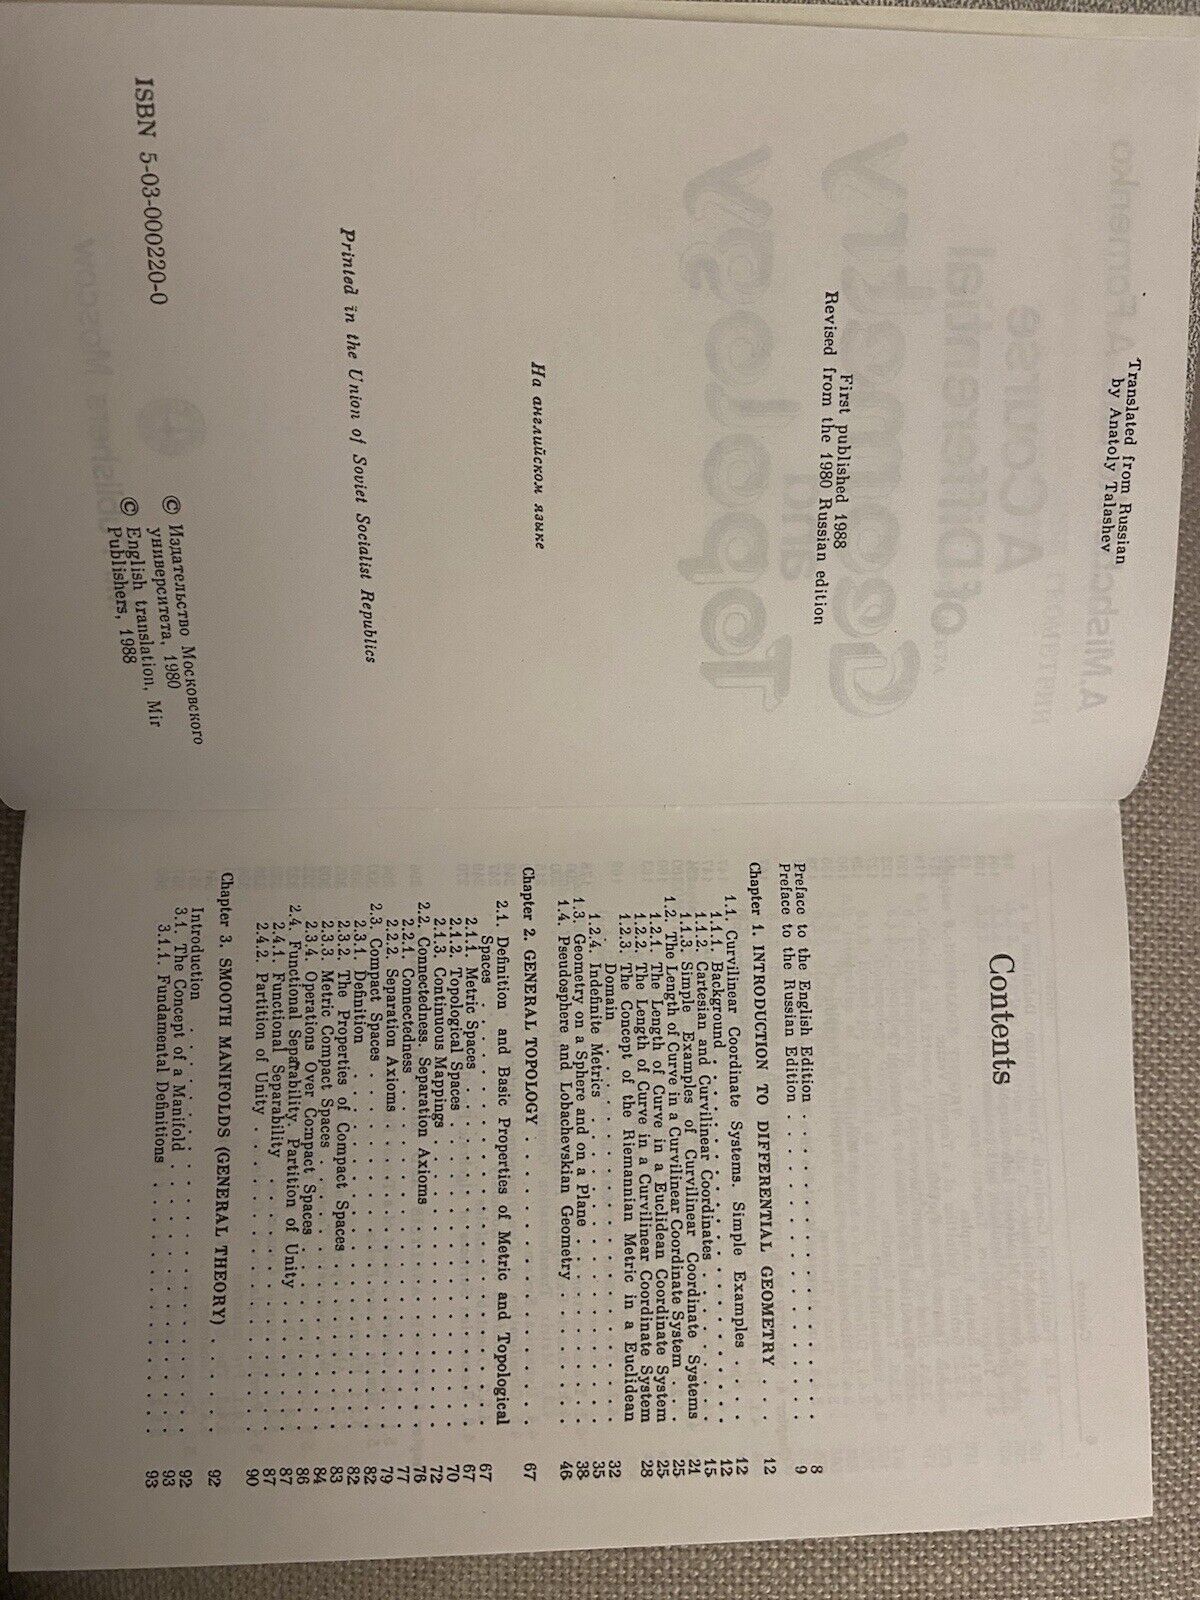 Translated from Russian
by Anatoly Talashev
First published 1988
Revised from the 1980 Russian edition
На английском языке
Printed in the Union of Soviet Socialist Republics
© Издательство Московского
университета, 1980
© English translation, Mir
Publishers, 1988
ISBN 5-03-000220-0
Contents
Preface to the English Edition . . . . . . . . . . . . . 8
Preface to the Russian Edition . . . . . . . . . . . . . 9
Chapter 1. INTRODUCTION TO DIFFERENTIAL GEOMETRY . . . 12
1.1. Curvilinear Coordinate Systems. Simple Examples . . . . 12
1.1.1. Background . . . . . . . . . . . . . . . . 12
1.1.2. Cartesian and Curvilinear Coordinates . . . . . . . 15
1.1.3. Simple Examples of Curvilinear Coordinate Systems 21
1.2. The Length of Curve in a Curvilinear Coordinate System . . . 25
1.2.1. The Length of Curve in a Euclidean Coordinate System 25
1.2.2. The Length of Curve in a Curvilinear Coordinate System 28
1.2.3. The Concept of the Riemannian Metric in a Euclidean
Domain . . . . . . . . . . . . . . . . . 32
1.2.4. Indefinite Metrics . . . . . . . . . . . . . . 35
1.3. Geometry on a Sphere and on a Plane . . . . . . . . . 38
1.4. Pseudosphere and Lobachevskian Geometry . . . . . . . 46
Chapter 2. GENERAL TOPOLOGY . . . . . . . . . . . . . 67
2.1. Definition and Basic Properties of Metric and Topological
Spaces . . . . . . . . . . . . . . . . . . 67
2.1.1. Metric Spaces . . . . . . . . . . . . . . . 67
2.1.2. Topological Spaces . . . . . . . . . . . . . 70
2.1.3. Continuous Mappings . . . . . . . . . . . . 72
2.2. Connectedness. Separation Axioms . . . . . . . . . . 76
2.2.1. Connectedness . . . . . . . . . . . . . . . 77
2.2.2. Separation Axioms . . . . . . . . . . . . . 79
2.3. Compact Spaces . . . . . . . . . . . . . . . . 82
2.3.1. Definition . . . . . . . . . . . . . . . . 82
2.3.2. The Properties of Compact Spaces . . . . . . . . 83
2.3.3. Metric Compact Spaces . . . . . . . . . . . . 84
2.3.4. Operations Over Compact Spaces . . . . . . . . . 86
2.4. Functional Separability. Partition of Unity . . . . . . . 87
2.4.1. Functional Separability . . . . . . . . . . . . 87
2.4.2. Partition of Unity . . . . . . . . . . . . . 90
Chapter 3. SMOOTH MANIFOLDS (GENERAL THEORY) . . . . . 92
Introduction . . . . . . . . . . . . . . . . . 92
3.1. The Concept of a Manifold . . . . . . . . . . . . 93
3.1.1. Fundamental Definitions . . . . . . . . . . . . 93